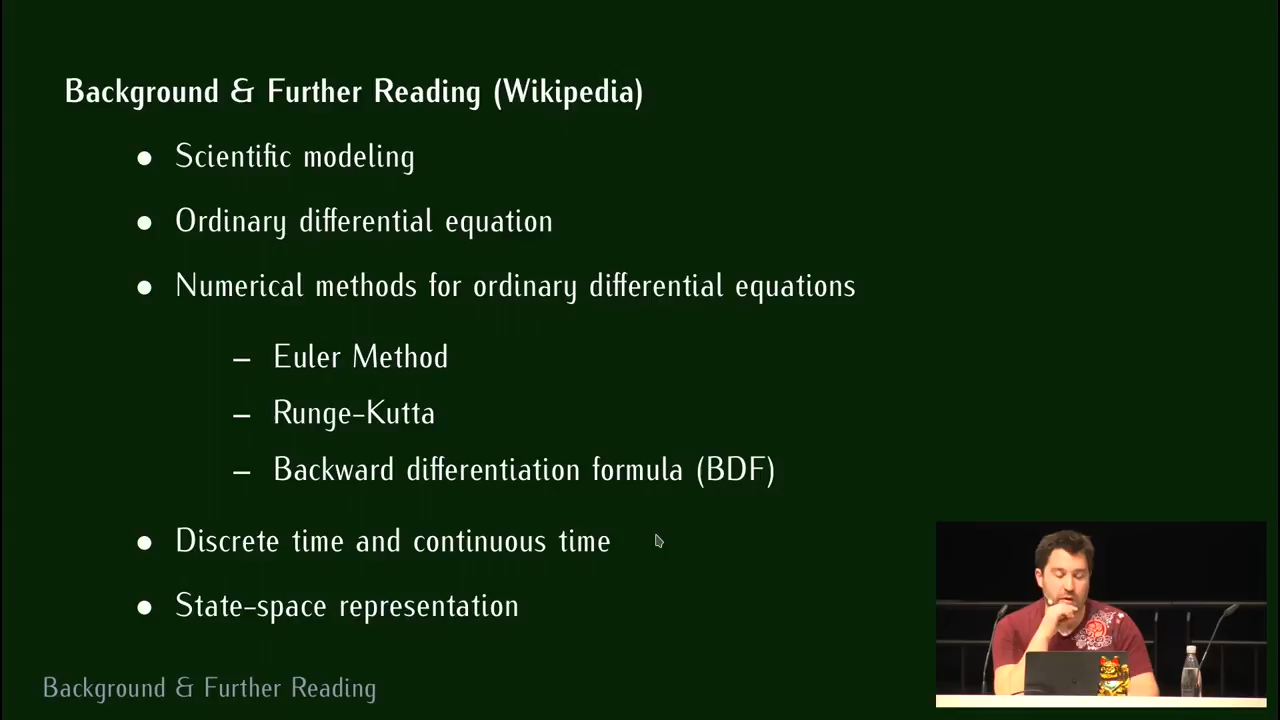 Background & Further Reading (Wikipedia)
● Scientific modeling
● Ordinary differential equation
● Numerical methods for ordinary differential equations
– Euler Method
– Runge-Kutta
– Backward differentiation formula (BDF)
● Discrete time and continuous time
● State-space representation
Background & Further Reading